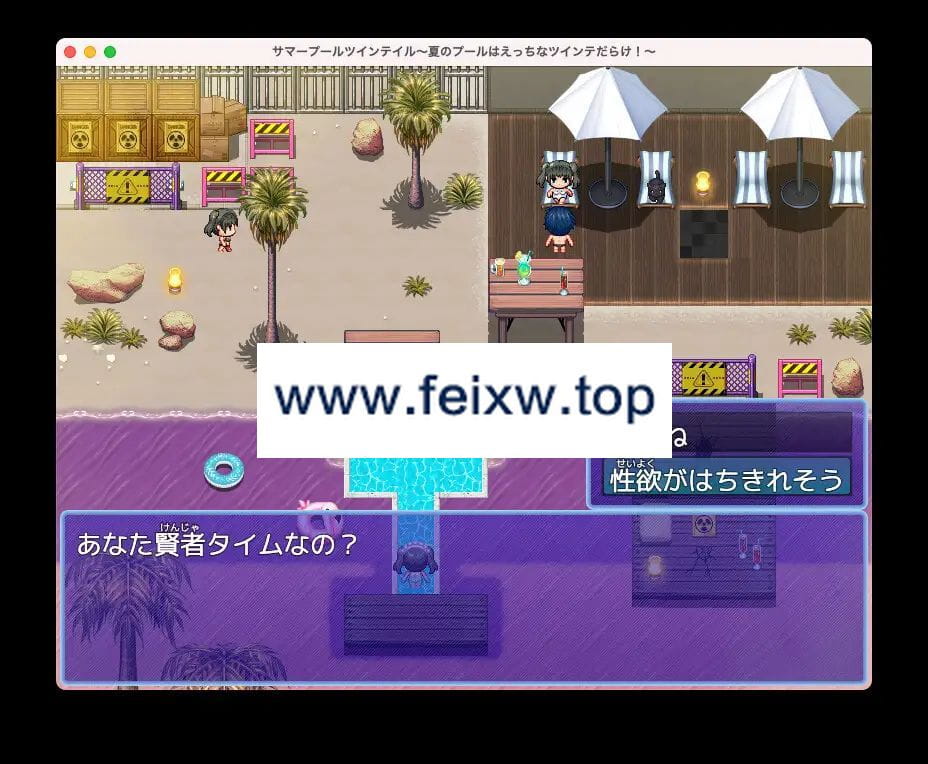 サマープールツインテイル～夏のプールはえっちなツインテだらけ！～
www.feixw.top
ね
せいよく
性欲がはちきれそう
けんじゃ
あなた賢者タイムなの？